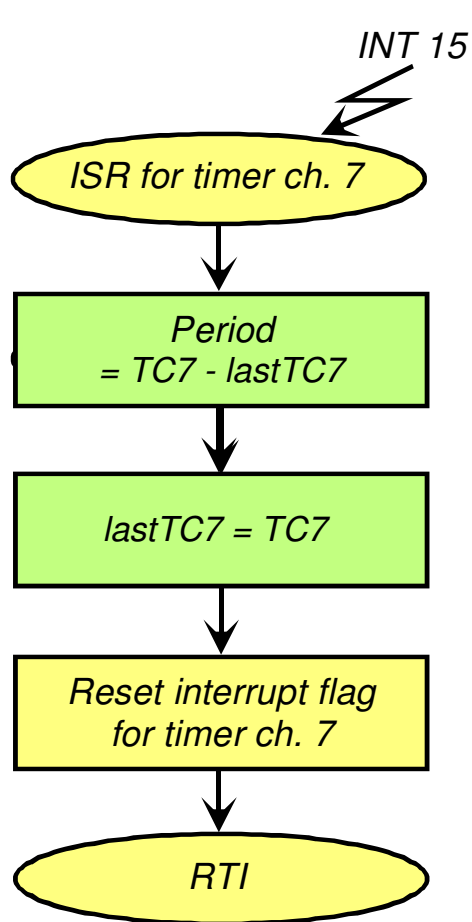 INT 15
ISR for timer ch. 7
Period
= TC7 - lastTC7
lastTC7 = TC7
Reset interrupt flag
for timer ch. 7
RTI